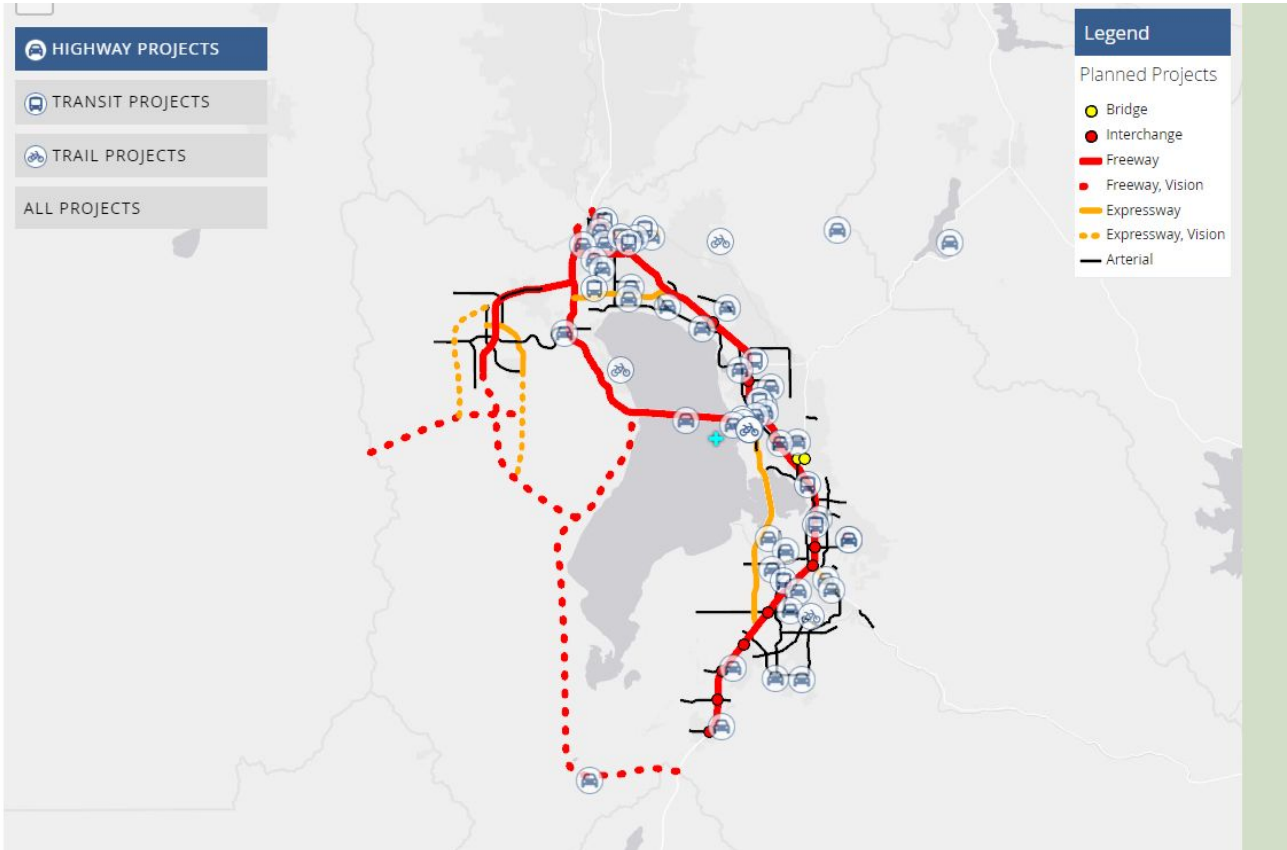 HIGHWAY PROJECTS
TRANSIT PROJECTS
TRAIL PROJECTS
ALL PROJECTS
Legend
Planned Projects
Bridge
Interchange
Freeway
Freeway, Vision
Expressway
Expressway, Vision
Arterial